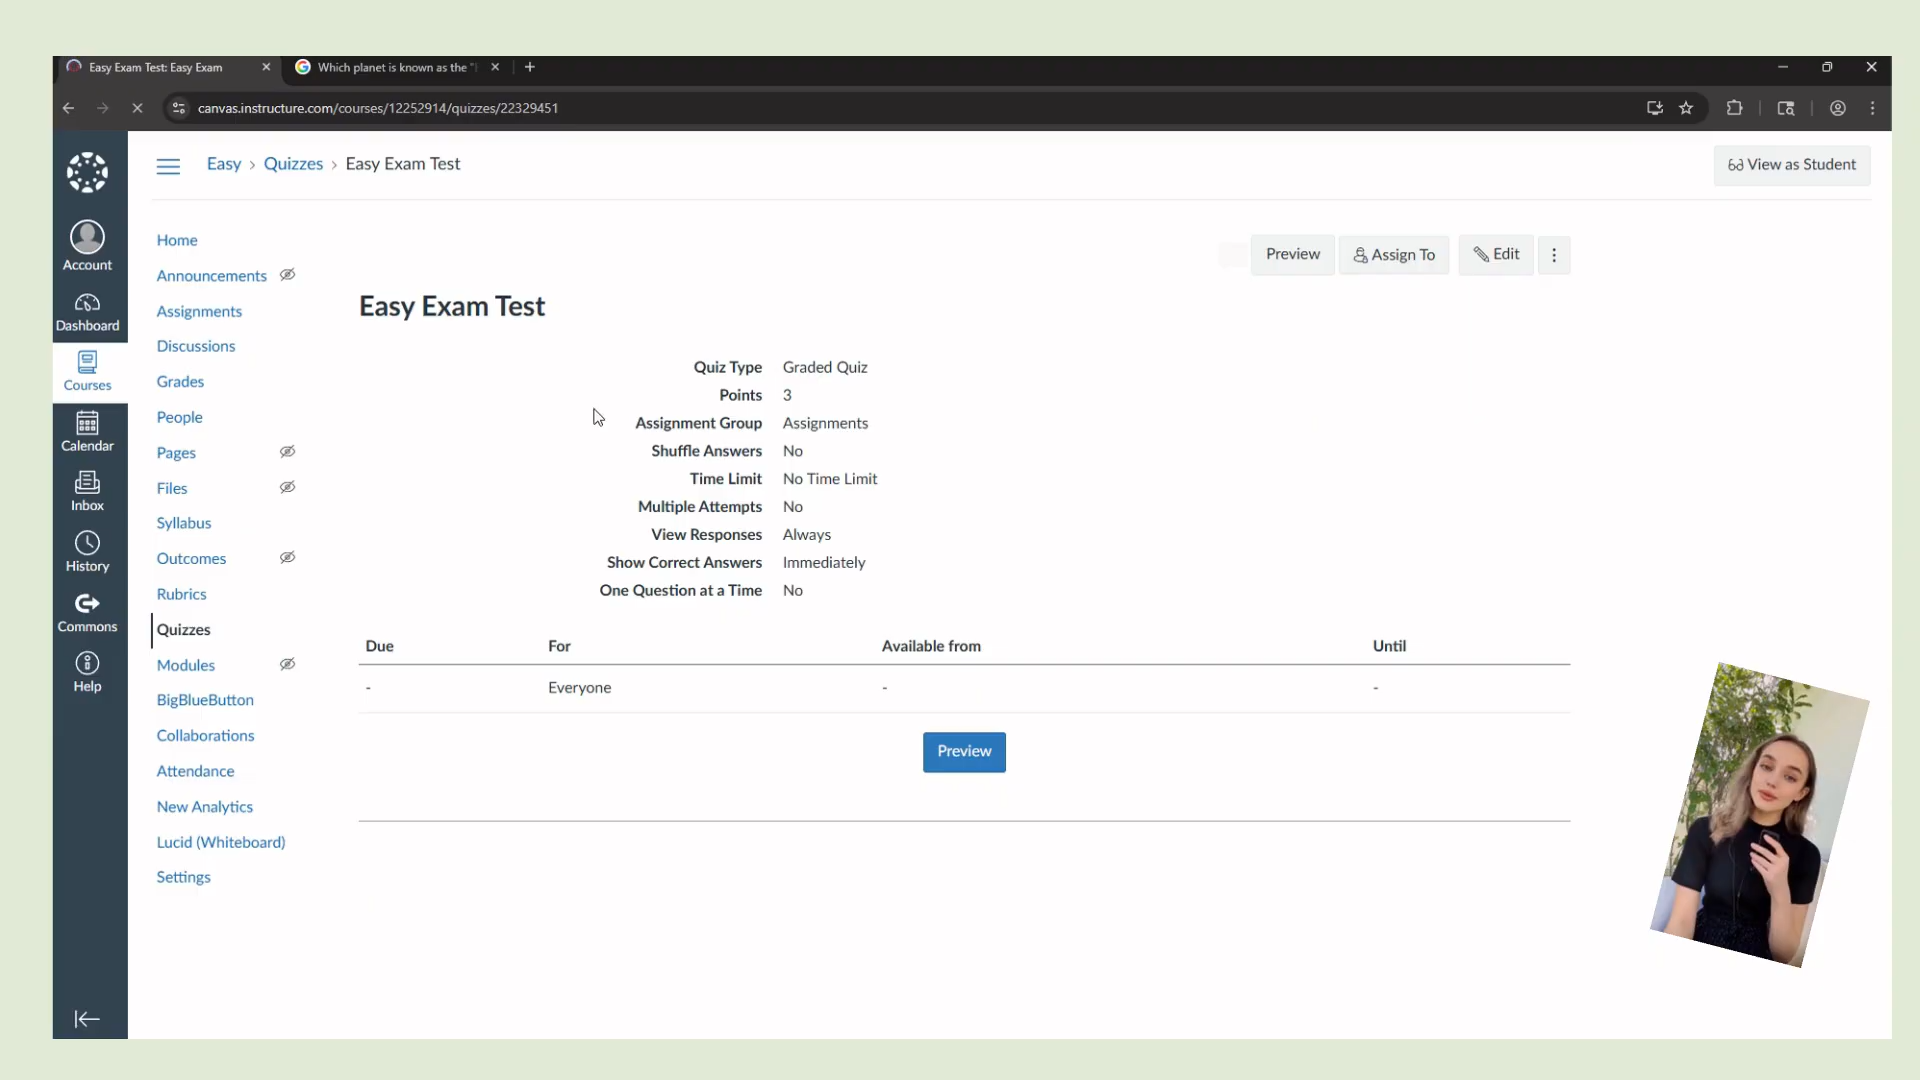 Easy Exam Test: Easy Exam
Which planet is known as the "
canvas.instructure.com/courses/12252914/quizzes/22329451
Easy › Quizzes › Easy Exam Test
View as Student
Account
Dashboard
Courses
Calendar
Inbox
History
Commons
Help
Home
Announcements
Assignments
Discussions
Grades
People
Pages
Files
Syllabus
Outcomes
Rubrics
Quizzes
Modules
BigBlueButton
Collaborations
Attendance
New Analytics
Lucid (Whiteboard)
Settings
Preview Assign To Edit
Easy Exam Test
Quiz Type Graded Quiz
Points 3
Assignment Group Assignments
Shuffle Answers No
Time Limit No Time Limit
Multiple Attempts No
View Responses Always
Show Correct Answers Immediately
One Question at a Time No
Due For Available from Until
- Everyone - -
Preview